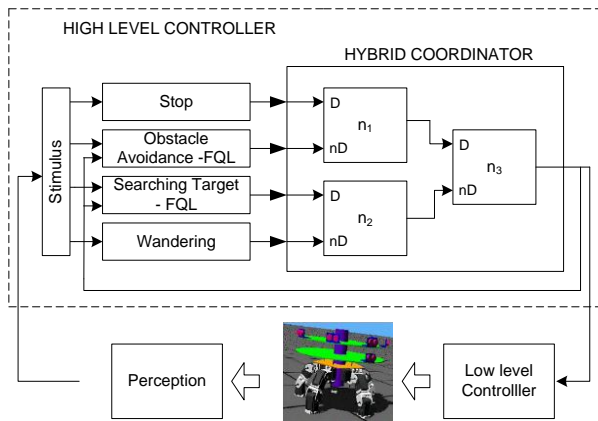 HIGH LEVEL CONTROLLER
HYBRID COORDINATOR
Stimulus
Stop
Obstacle
Avoidance -FQL
Searching Target
- FQL
Wandering
D
n1
nD
D
n2
nD
D
n3
nD
Perception
Low level
Controlller